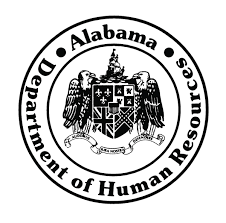 • Alabama •
Department of Human Resources